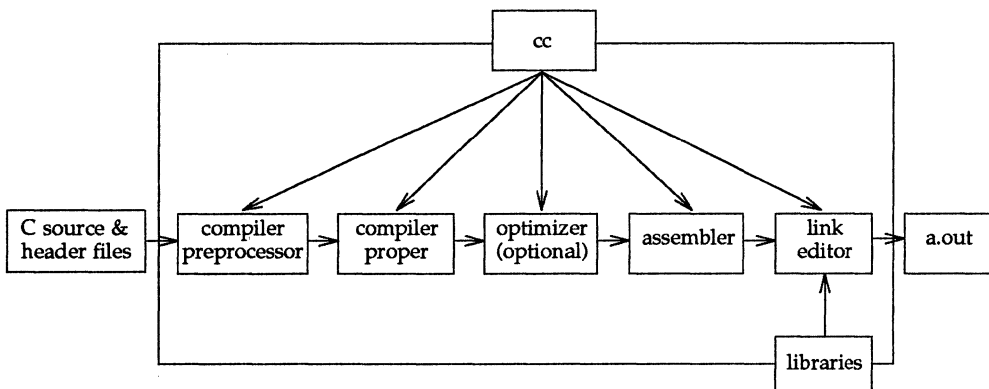 cc
C source &
header files
compiler
preprocessor
compiler
proper
optimizer
(optional)
assembler
link
editor
a.out
libraries